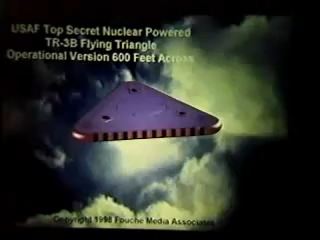 USAF Top Secret Nuclear Powered
TR-3B Flying Triangle
Operational Version 600 Feet Across
Copyright 1998 Fouche Media Associates